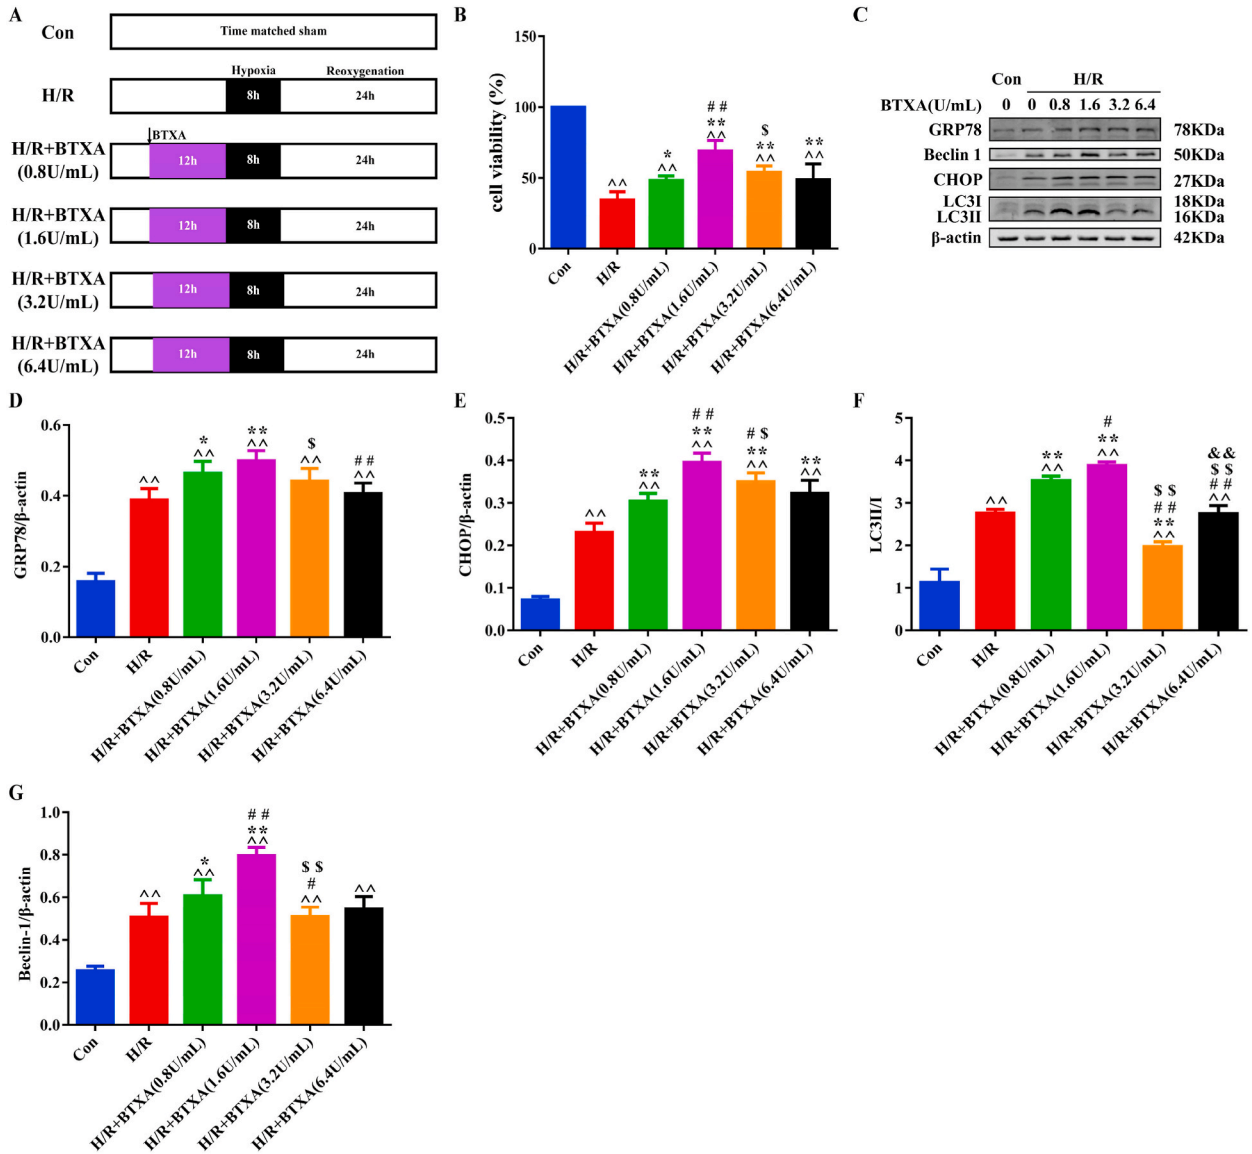 A
Con
Time matched sham
Hypoxia
Reoxygenation
H/R
8h
24h
BTXA
H/R+BTXA
(0.8U/mL)
12h
8h
24h
H/R+BTXA
(1.6U/mL)
12h
8h
24h
H/R+BTXA
(3.2U/mL)
12h
8h
24h
H/R+BTXA
(6.4U/mL)
12h
8h
24h
B
cell viability (%)
150
100
50
0
^^
*
^^
##
**
^^
$
**
^^
**
^^
Con
H/R
H/R+BTXA(0.8U/mL)
H/R+BTXA(1.6U/mL)
H/R+BTXA(3.2U/mL)
H/R+BTXA(6.4U/mL)
C
Con H/R
BTXA(U/mL) 0 0 0.8 1.6 3.2 6.4
GRP78 78KDa
Beclin 1 50KDa
CHOP 27KDa
LC3I 18KDa
LC3II 16KDa
β-actin 42KDa
D
GRP78/β-actin
0.6
0.4
0.2
0.0
^^
*
^^
**
^^
$
^^
##
^^
Con
H/R
H/R+BTXA(0.8U/mL)
H/R+BTXA(1.6U/mL)
H/R+BTXA(3.2U/mL)
H/R+BTXA(6.4U/mL)
E
CHOP/β-actin
0.5
0.4
0.3
0.2
0.1
0.0
^^
**
^^
##
**
^^
# $
**
^^
**
^^
Con
H/R
H/R+BTXA(0.8U/mL)
H/R+BTXA(1.6U/mL)
H/R+BTXA(3.2U/mL)
H/R+BTXA(6.4U/mL)
F
LC3II/I
5
4
3
2
1
0
^^
**
^^
#
**
^^
$$
##
**
^^
&&
$$
##
^^
Con
H/R
H/R+BTXA(0.8U/mL)
H/R+BTXA(1.6U/mL)
H/R+BTXA(3.2U/mL)
H/R+BTXA(6.4U/mL)
G
Beclin-1/β-actin
1.0
0.8
0.6
0.4
0.2
0.0
^^
*
^^
##
**
^^
$$
#
^^
^^
Con
H/R
H/R+BTXA(0.8U/mL)
H/R+BTXA(1.6U/mL)
H/R+BTXA(3.2U/mL)
H/R+BTXA(6.4U/mL)